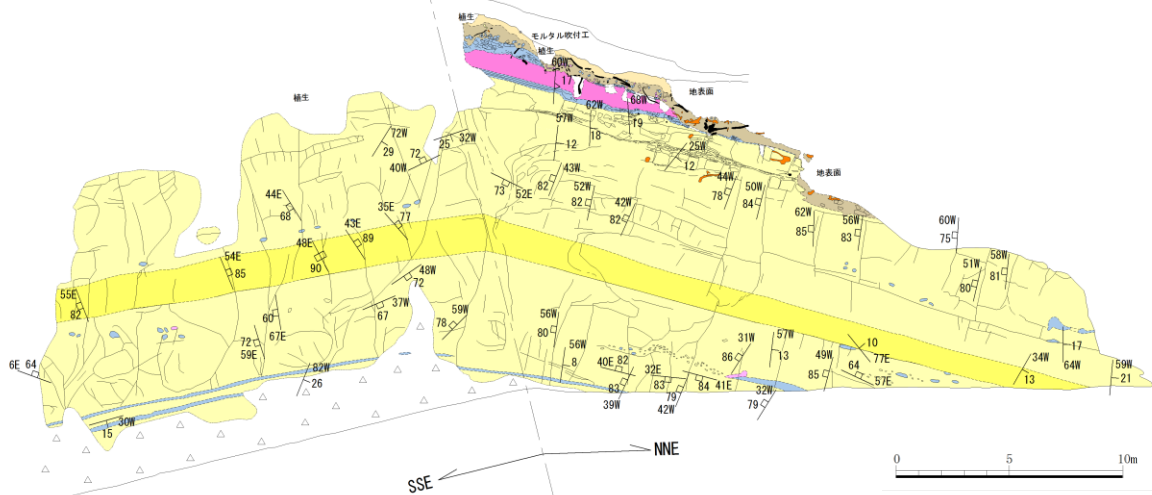 植生
モルタル吹付工
植生
60W
17
地表面
植生
62W
68W
57W
18
19
72W
25
32W
12
25W
29
72
12
40W
43W
44W
地表面
82
73
52E
52W
78
50W
44E
82
42W
84
68
35E
82
62W
56W
60W
43E
77
85
83
75
48E
89
54E
51W
58W
90
85
48W
80
81
55E
72
82
37W
60
67
59W
56W
67E
78
80
31W
57W
10
17
72
56W
86
13
77E
64W
59E
8
40E
82
49W
34W
59W
6E
64
82W
32E
85
64
13
21
26
83
83
84
41E
57E
39W
79
32W
42W
79
30W
15
NNE
SSE
0
5
10m